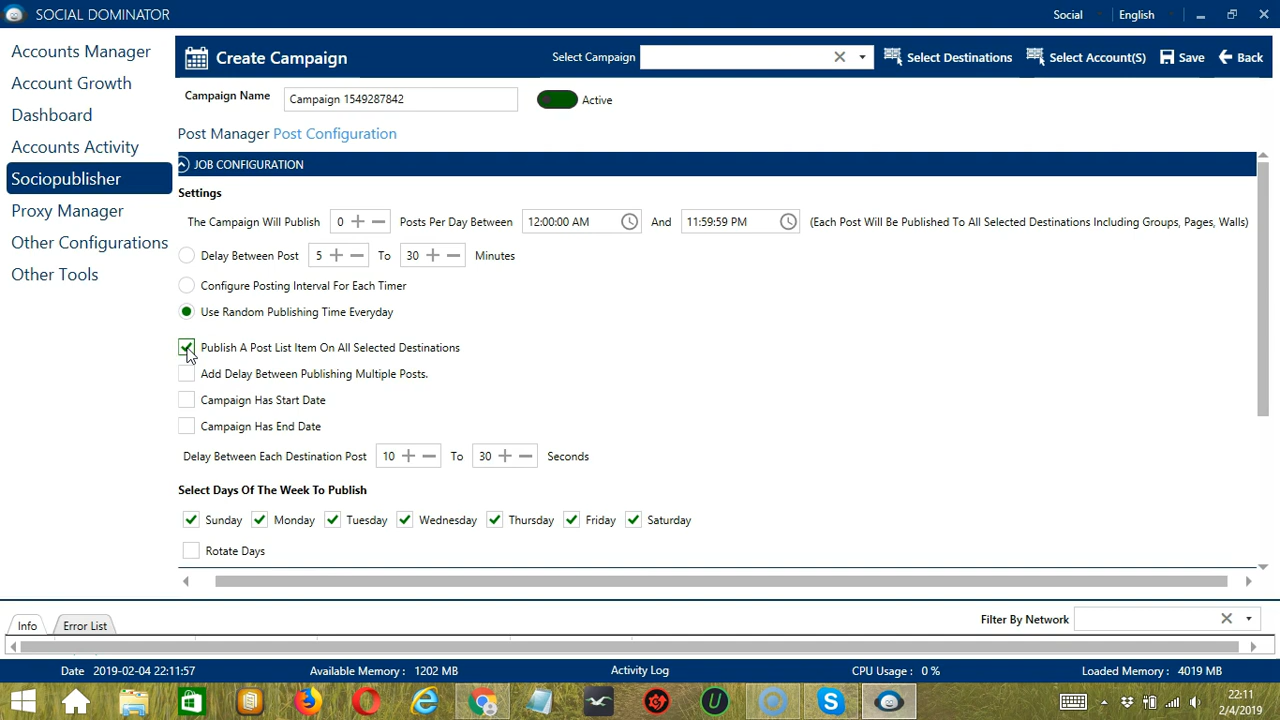 SOCIAL DOMINATOR
Social English
Accounts Manager
Account Growth
Dashboard
Accounts Activity
Sociopublisher
Proxy Manager
Other Configurations
Other Tools
Create Campaign Select Campaign Select Destinations Select Account(S) Save Back
Campaign Name Campaign 1549287842 Active
Post Manager Post Configuration
JOB CONFIGURATION
Settings
The Campaign Will Publish 0 Posts Per Day Between 12:00:00 AM And 11:59:59 PM (Each Post Will Be Published To All Selected Destinations Including Groups, Pages, Walls)
Delay Between Post 5 To 30 Minutes
Configure Posting Interval For Each Timer
Use Random Publishing Time Everyday
Publish A Post List Item On All Selected Destinations
Add Delay Between Publishing Multiple Posts.
Campaign Has Start Date
Campaign Has End Date
Delay Between Each Destination Post 10 To 30 Seconds
Select Days Of The Week To Publish
Sunday Monday Tuesday Wednesday Thursday Friday Saturday
Rotate Days
Info Error List Filter By Network
Date 2019-02-04 22:11:57 Available Memory : 1202 MB Activity Log CPU Usage : 0 % Loaded Memory : 4019 MB
22:11
2/4/2019